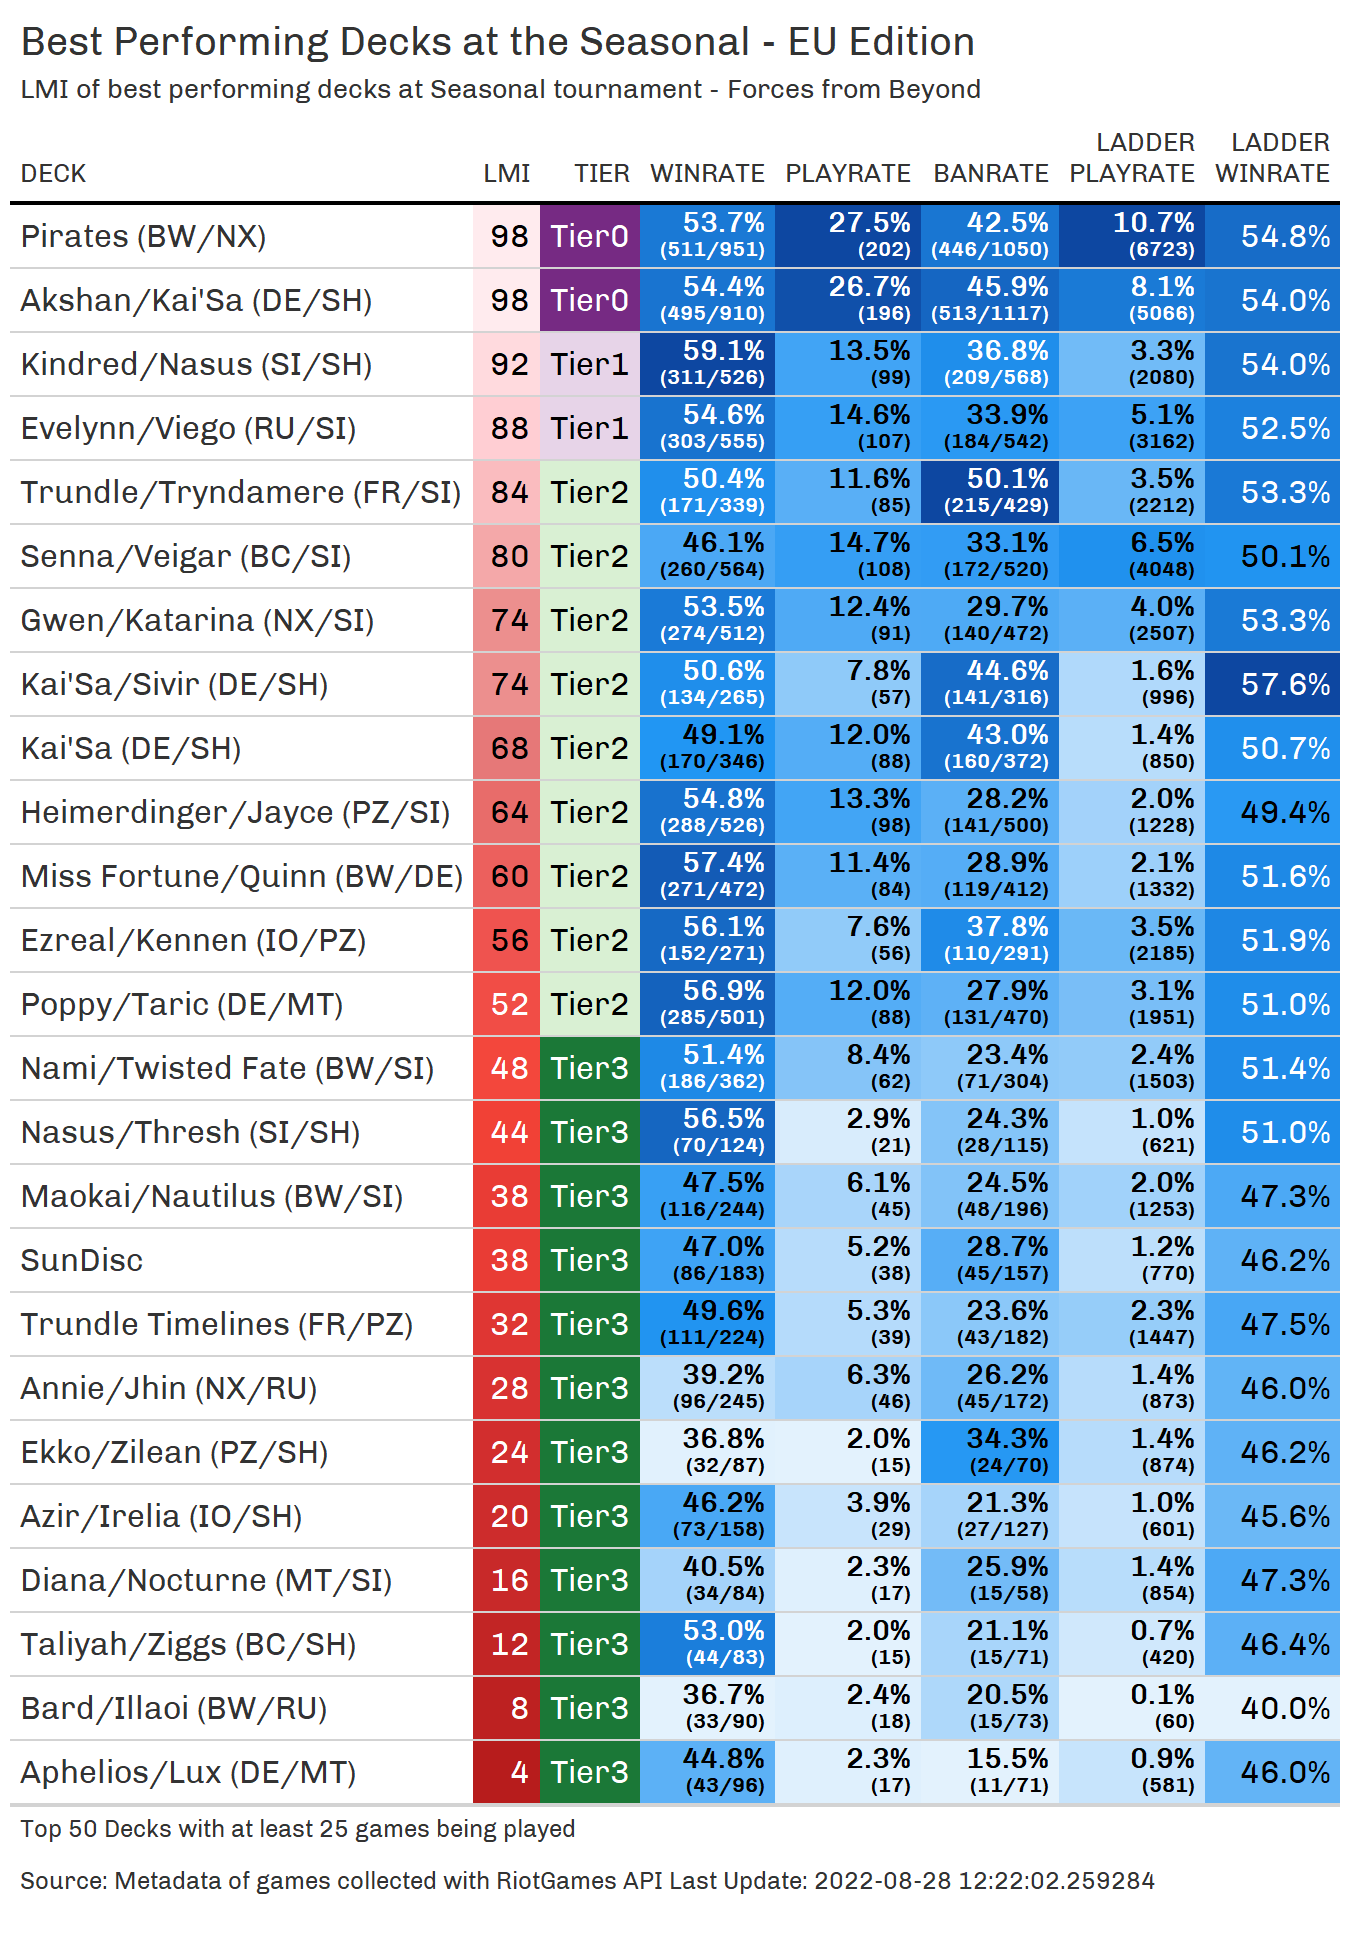 Best Performing Decks at the Seasonal - EU Edition
LMI of best performing decks at Seasonal tournament - Forces from Beyond
DECK LMI TIER WINRATE PLAYRATE BANRATE LADDER PLAYRATE LADDER WINRATE
Pirates (BW/NX) 98 Tier0 53.7% (511/951) 27.5% (202) 42.5% (446/1050) 10.7% (6723) 54.8%
Akshan/Kai'Sa (DE/SH) 98 Tier0 54.4% (495/910) 26.7% (196) 45.9% (513/1117) 8.1% (5066) 54.0%
Kindred/Nasus (SI/SH) 92 Tier1 59.1% (311/526) 13.5% (99) 36.8% (209/568) 3.3% (2080) 54.0%
Evelynn/Viego (RU/SI) 88 Tier1 54.6% (303/555) 14.6% (107) 33.9% (184/542) 5.1% (3162) 52.5%
Trundle/Tryndamere (FR/SI) 84 Tier2 50.4% (171/339) 11.6% (85) 50.1% (215/429) 3.5% (2212) 53.3%
Senna/Veigar (BC/SI) 80 Tier2 46.1% (260/564) 14.7% (108) 33.1% (172/520) 6.5% (4048) 50.1%
Gwen/Katarina (NX/SI) 74 Tier2 53.5% (274/512) 12.4% (91) 29.7% (140/472) 4.0% (2507) 53.3%
Kai'Sa/Sivir (DE/SH) 74 Tier2 50.6% (134/265) 7.8% (57) 44.6% (141/316) 1.6% (996) 57.6%
Kai'Sa (DE/SH) 68 Tier2 49.1% (170/346) 12.0% (88) 43.0% (160/372) 1.4% (850) 50.7%
Heimerdinger/Jayce (PZ/SI) 64 Tier2 54.8% (288/526) 13.3% (98) 28.2% (141/500) 2.0% (1228) 49.4%
Miss Fortune/Quinn (BW/DE) 60 Tier2 57.4% (271/472) 11.4% (84) 28.9% (119/412) 2.1% (1332) 51.6%
Ezreal/Kennen (IO/PZ) 56 Tier2 56.1% (152/271) 7.6% (56) 37.8% (110/291) 3.5% (2185) 51.9%
Poppy/Taric (DE/MT) 52 Tier2 56.9% (285/501) 12.0% (88) 27.9% (131/470) 3.1% (1951) 51.0%
Nami/Twisted Fate (BW/SI) 48 Tier3 51.4% (186/362) 8.4% (62) 23.4% (71/304) 2.4% (1503) 51.4%
Nasus/Thresh (SI/SH) 44 Tier3 56.5% (70/124) 2.9% (21) 24.3% (28/115) 1.0% (621) 51.0%
Maokai/Nautilus (BW/SI) 38 Tier3 47.5% (116/244) 6.1% (45) 24.5% (48/196) 2.0% (1253) 47.3%
SunDisc 38 Tier3 47.0% (86/183) 5.2% (38) 28.7% (45/157) 1.2% (770) 46.2%
Trundle Timelines (FR/PZ) 32 Tier3 49.6% (111/224) 5.3% (39) 23.6% (43/182) 2.3% (1447) 47.5%
Annie/Jhin (NX/RU) 28 Tier3 39.2% (96/245) 6.3% (46) 26.2% (45/172) 1.4% (873) 46.0%
Ekko/Zilean (PZ/SH) 24 Tier3 36.8% (32/87) 2.0% (15) 34.3% (24/70) 1.4% (874) 46.2%
Azir/Irelia (IO/SH) 20 Tier3 46.2% (73/158) 3.9% (29) 21.3% (27/127) 1.0% (601) 45.6%
Diana/Nocturne (MT/SI) 16 Tier3 40.5% (34/84) 2.3% (17) 25.9% (15/58) 1.4% (854) 47.3%
Taliyah/Ziggs (BC/SH) 12 Tier3 53.0% (44/83) 2.0% (15) 21.1% (15/71) 0.7% (420) 46.4%
Bard/Illaoi (BW/RU) 8 Tier3 36.7% (33/90) 2.4% (18) 20.5% (15/73) 0.1% (60) 40.0%
Aphelios/Lux (DE/MT) 4 Tier3 44.8% (43/96) 2.3% (17) 15.5% (11/71) 0.9% (581) 46.0%
Top 50 Decks with at least 25 games being played
Source: Metadata of games collected with RiotGames API Last Update: 2022-08-28 12:22:02.259284